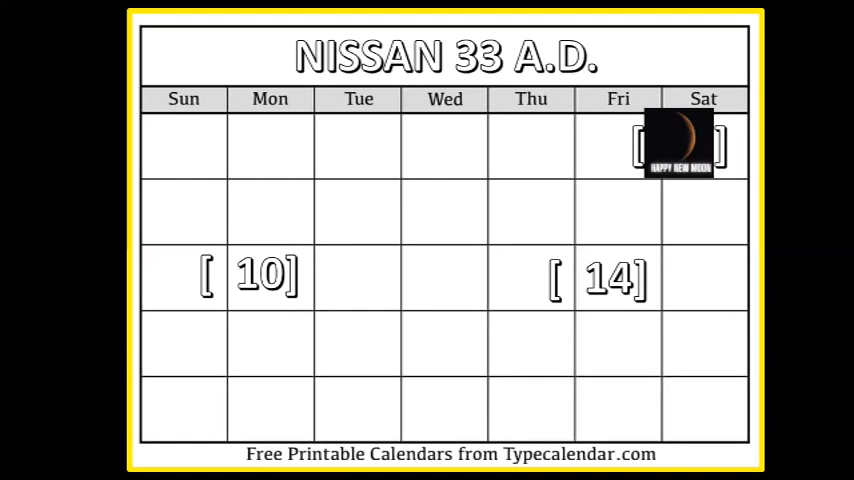 NISSAN 33 A.D.
Sun Mon Tue Wed Thu Fri Sat
[ ]
HAPPY NEW MOON
[ 10] [ 14]
Free Printable Calendars from Typecalendar.com